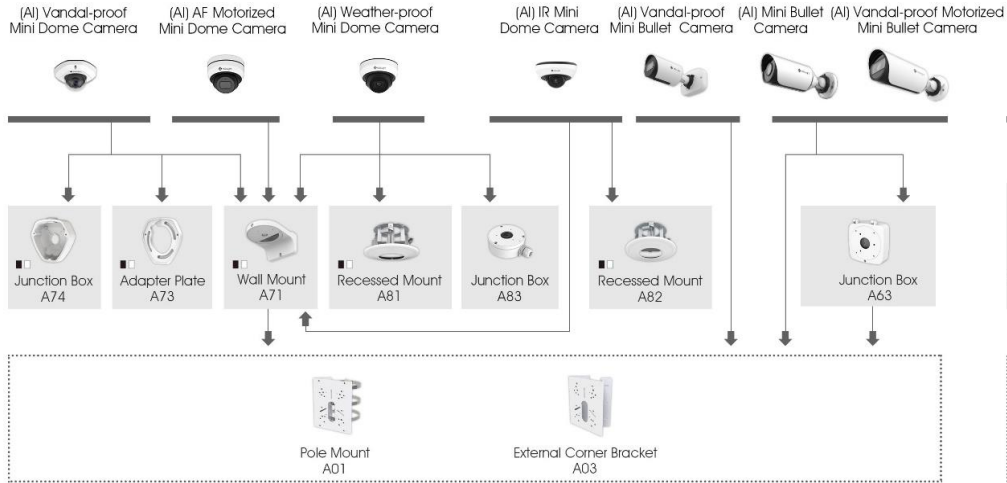 (AI) Vandal-proof
Mini Dome Camera
(AI) AF Motorized
Mini Dome Camera
(AI) Weather-proof
Mini Dome Camera
(AI) IR Mini
Dome Camera
(AI) Vandal-proof
Mini Bullet Camera
(AI) Mini Bullet
Camera
(AI) Vandal-proof Motorized
Mini Bullet Camera
Junction Box
A74
Adapter Plate
A73
Wall Mount
A71
Recessed Mount
A81
Junction Box
A83
Recessed Mount
A82
Junction Box
A63
Pole Mount
A01
External Corner Bracket
A03